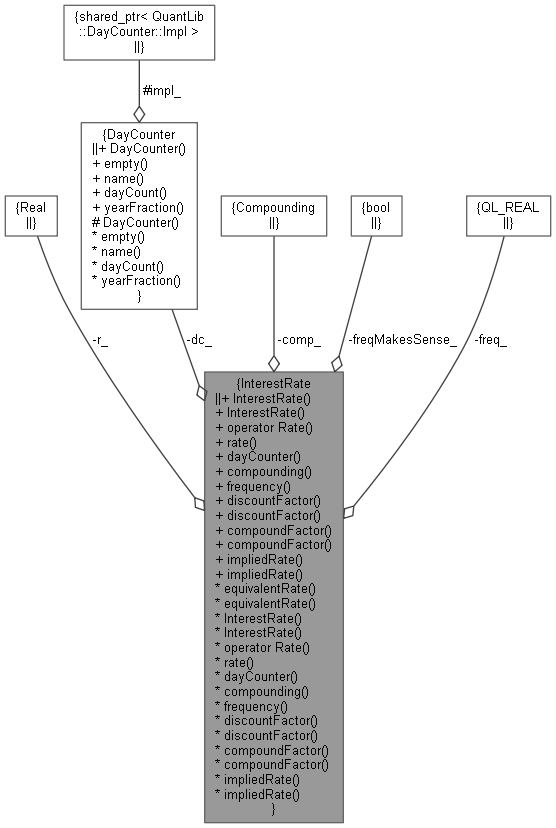 {shared_ptr< QuantLib
::DayCounter::Impl >
||}
#impl_
{DayCounter
||+ DayCounter()
+ empty()
+ name()
+ dayCount()
+ yearFraction()
# DayCounter()
* empty()
* name()
* dayCount()
* yearFraction()
}
{Real
||}
{Compounding
||}
{bool
||}
{QL_REAL
||}
-r_
-dc_
-comp_
-freqMakesSense_
-freq_
{InterestRate
||+ InterestRate()
+ InterestRate()
+ operator Rate()
+ rate()
+ dayCounter()
+ compounding()
+ frequency()
+ discountFactor()
+ discountFactor()
+ compoundFactor()
+ compoundFactor()
+ impliedRate()
+ impliedRate()
* equivalentRate()
* equivalentRate()
* InterestRate()
* InterestRate()
* operator Rate()
* rate()
* dayCounter()
* compounding()
* frequency()
* discountFactor()
* discountFactor()
* compoundFactor()
* compoundFactor()
* impliedRate()
* impliedRate()
}